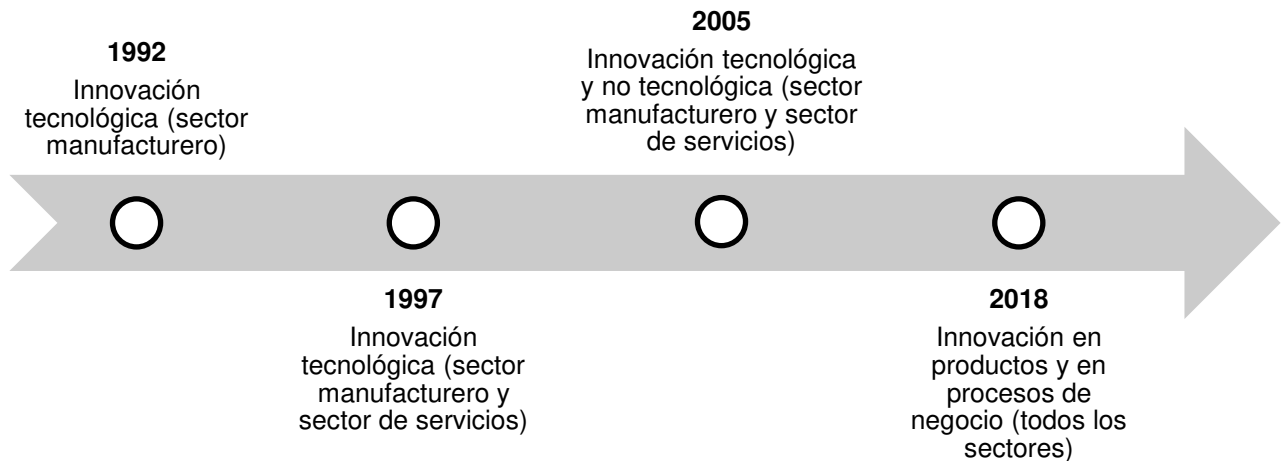 1992
Innovación
tecnológica (sector
manufacturero)
1997
Innovación
tecnológica (sector
manufacturero y
sector de servicios)
2005
Innovación tecnológica
y no tecnológica (sector
manufacturero y sector
de servicios)
2018
Innovación en
productos y en
procesos de
negocio (todos los
sectores)